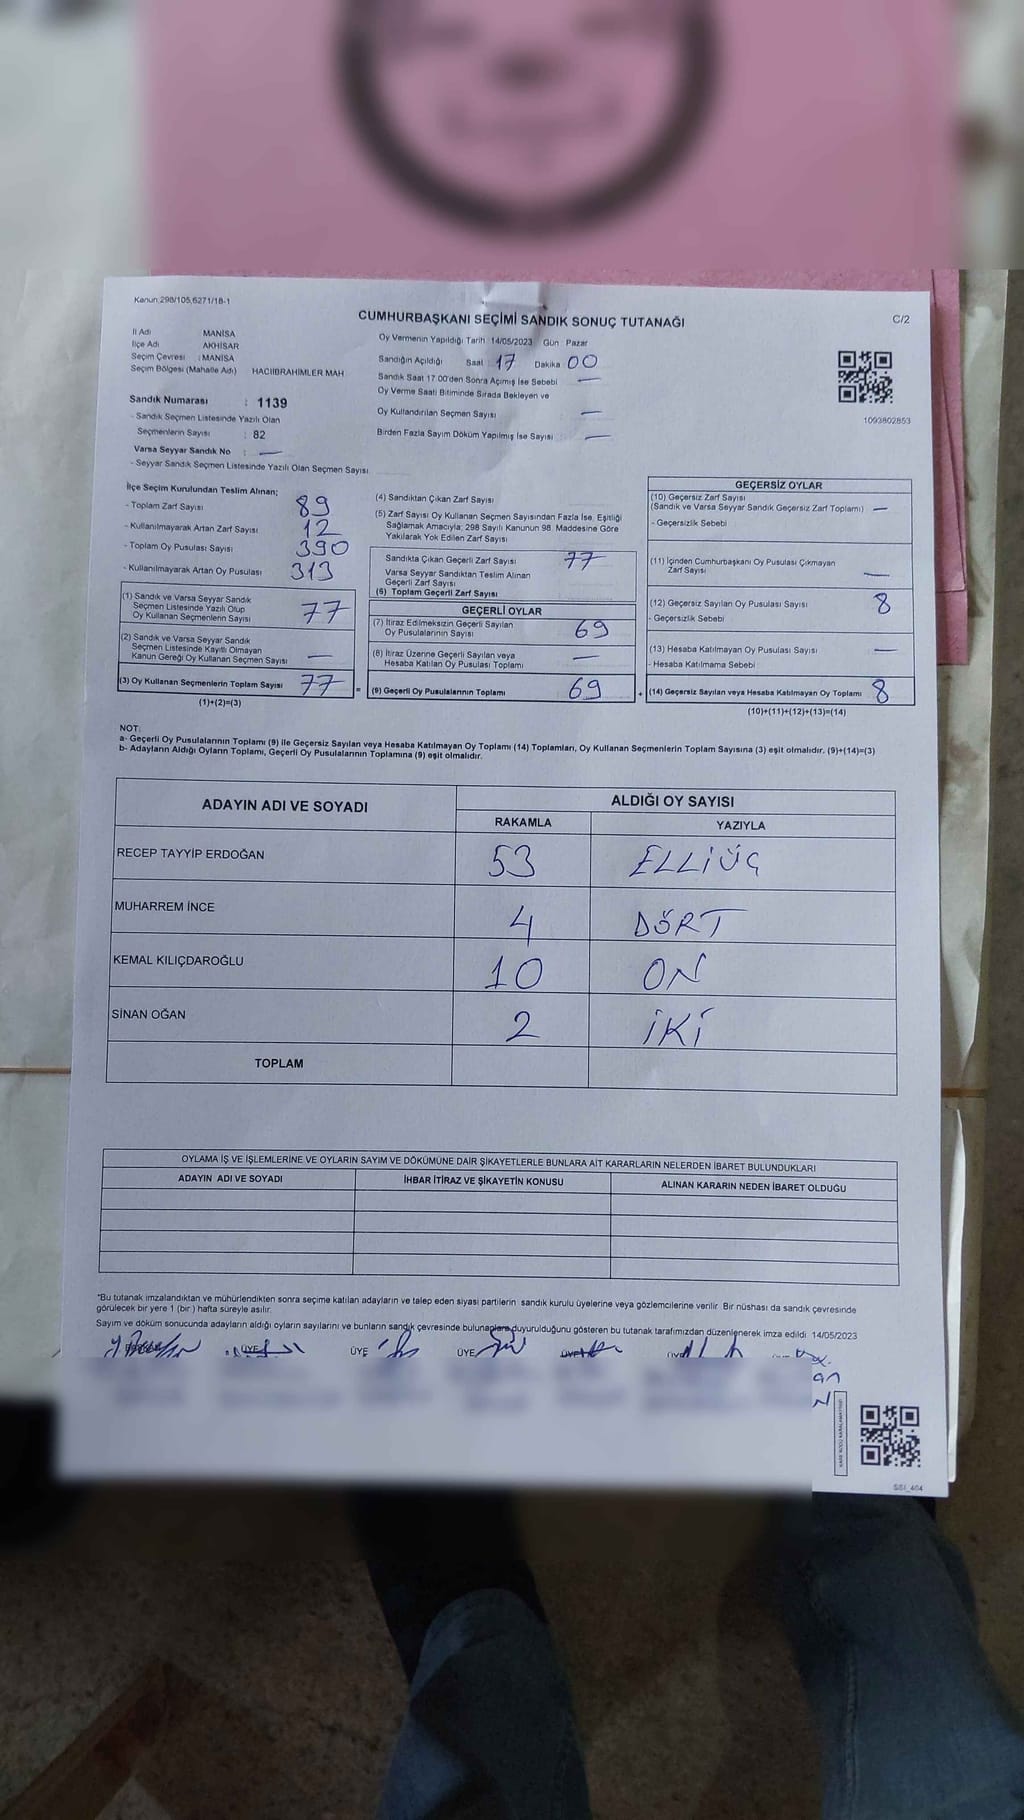 Kanun:298/105,6271/18-1
CUMHURBAŞKANI SEÇİMİ SANDIK SONUÇ TUTANAĞI
C/2
İl Adı MANİSA
İlçe Adı AKHİSAR
Seçim Çevresi : MANİSA
Seçim Bölgesi (Mahalle Adı) HACIİBRAHİMLER MAH.
Sandık Numarası : 1139
- Sandık Seçmen Listesinde Yazılı Olan
Seçmenlerin Sayısı : 82
Varsa Seyyar Sandık No : —
- Seyyar Sandık Seçmen Listesinde Yazılı Olan Seçmen Sayısı
Oy Vermenin Yapıldığı Tarih 14/05/2023 Gün Pazar
Sandığın Açıldığı Saat 17 Dakika 00
Sandık Saat 17.00'den Sonra Açmış İse Sebebi —
Oy Verme Saati Bitiminde Sırada Bekleyen ve
Oy Kullandırılan Seçmen Sayısı —
Birden Fazla Sayım Döküm Yapılmış İse Sayısı —
1093802853
İlçe Seçim Kurulundan Teslim Alınan;
- Toplam Zarf Sayısı 89
- Kullanılmayarak Artan Zarf Sayısı 12
- Toplam Oy Pusulası Sayısı 390
- Kullanılmayarak Artan Oy Pusulası 313
(1) Sandık ve Varsa Seyyar Sandık
Seçmen Listesinde Yazılı Olup
Oy Kullanan Seçmenlerin Sayısı 77
(2) Sandık ve Varsa Seyyar Sandık
Seçmen Listesinde Kayıtlı Olmayan
Kanun Gereği Oy Kullanan Seçmen Sayısı —
(3) Oy Kullanan Seçmenlerin Toplam Sayısı 77
(1)+(2)=(3)
(4) Sandıktan Çıkan Zarf Sayısı
(5) Zarf Sayısı Oy Kullanan Seçmen Sayısından Fazla İse, Eşitliği
Sağlamak Amacıyla; 298 Sayılı Kanunun 98. Maddesine Göre
Yakılarak Yok Edilen Zarf Sayısı
Sandıkta Çıkan Geçerli Zarf Sayısı 77
Varsa Seyyar Sandıktan Teslim Alınan
Geçerli Zarf Sayısı
(6) Toplam Geçerli Zarf Sayısı
GEÇERLİ OYLAR
(7) İtiraz Edilmeksizin Geçerli Sayılan
Oy Pusulalarının Sayısı 69
(8) İtiraz Üzerine Geçerli Sayılan veya
Hesaba Katılan Oy Pusulası Toplamı —
= (9) Geçerli Oy Pusulalarının Toplamı 69
GEÇERSİZ OYLAR
(10) Geçersiz Zarf Sayısı
(Sandık ve Varsa Seyyar Sandık Geçersiz Zarf Toplamı) —
- Geçersizlik Sebebi
(11) İçinden Cumhurbaşkanı Oy Pusulası Çıkmayan
Zarf Sayısı —
(12) Geçersiz Sayılan Oy Pusulası Sayısı 8
- Geçersizlik Sebebi
(13) Hesaba Katılmayan Oy Pusulası Sayısı —
- Hesaba Katılmama Sebebi
+ (14) Geçersiz Sayılan veya Hesaba Katılmayan Oy Toplamı 8
(10)+(11)+(12)+(13)=(14)
NOT:
a- Geçerli Oy Pusulalarının Toplamı (9) ile Geçersiz Sayılan veya Hesaba Katılmayan Oy Toplamı (14) Toplamları, Oy Kullanan Seçmenlerin Toplam Sayısına (3) eşit olmalıdır. (9)+(14)=(3)
b- Adayların Aldığı Oyların Toplamı, Geçerli Oy Pusulalarının Toplamına (9) eşit olmalıdır.
ADAYIN ADI VE SOYADI ALDIĞI OY SAYISI
RAKAMLA YAZIYLA
RECEP TAYYİP ERDOĞAN 53 ELLİÜÇ
MUHARREM İNCE 4 DÖRT
KEMAL KILIÇDAROĞLU 10 ON
SİNAN OĞAN 2 İKİ
TOPLAM
OYLAMA İŞ VE İŞLEMLERİNE VE OYLARIN SAYIM VE DÖKÜMÜNE DAİR ŞİKAYETLERLE BUNLARA AİT KARARLARIN NELERDEN İBARET BULUNDUKLARI
ADAYIN ADI VE SOYADI İHBAR İTİRAZ VE ŞİKAYETİN KONUSU ALINAN KARARIN NEDEN İBARET OLDUĞU
*Bu tutanak imzalandıktan ve mühürlendikten sonra seçime katılan adayların ve talep eden siyasi partilerin sandık kurulu üyelerine veya gözlemcilerine verilir. Bir nüshası da sandık çevresinde
görülecek bir yere 1 (bir) hafta süreyle asılır.
Sayım ve döküm sonucunda adayların aldığı oyların sayılarını ve bunların sandık çevresinde bulunanlara duyurulduğunu gösteren bu tutanak tarafımızdan düzenlenerek imza edildi. 14/05/2023
ÜYE ÜYE ÜYE ÜYE
SSI_404